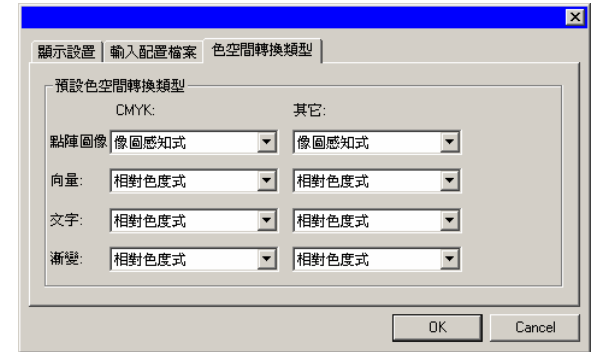 顯示設置 輸入配置檔案 色空間轉換類型
預設色空間轉換類型
CMYK: 其它:
點陣圖像 像圖感知式 像圖感知式
向量: 相對色度式 相對色度式
文字: 相對色度式 相對色度式
漸變: 相對色度式 相對色度式
OK Cancel